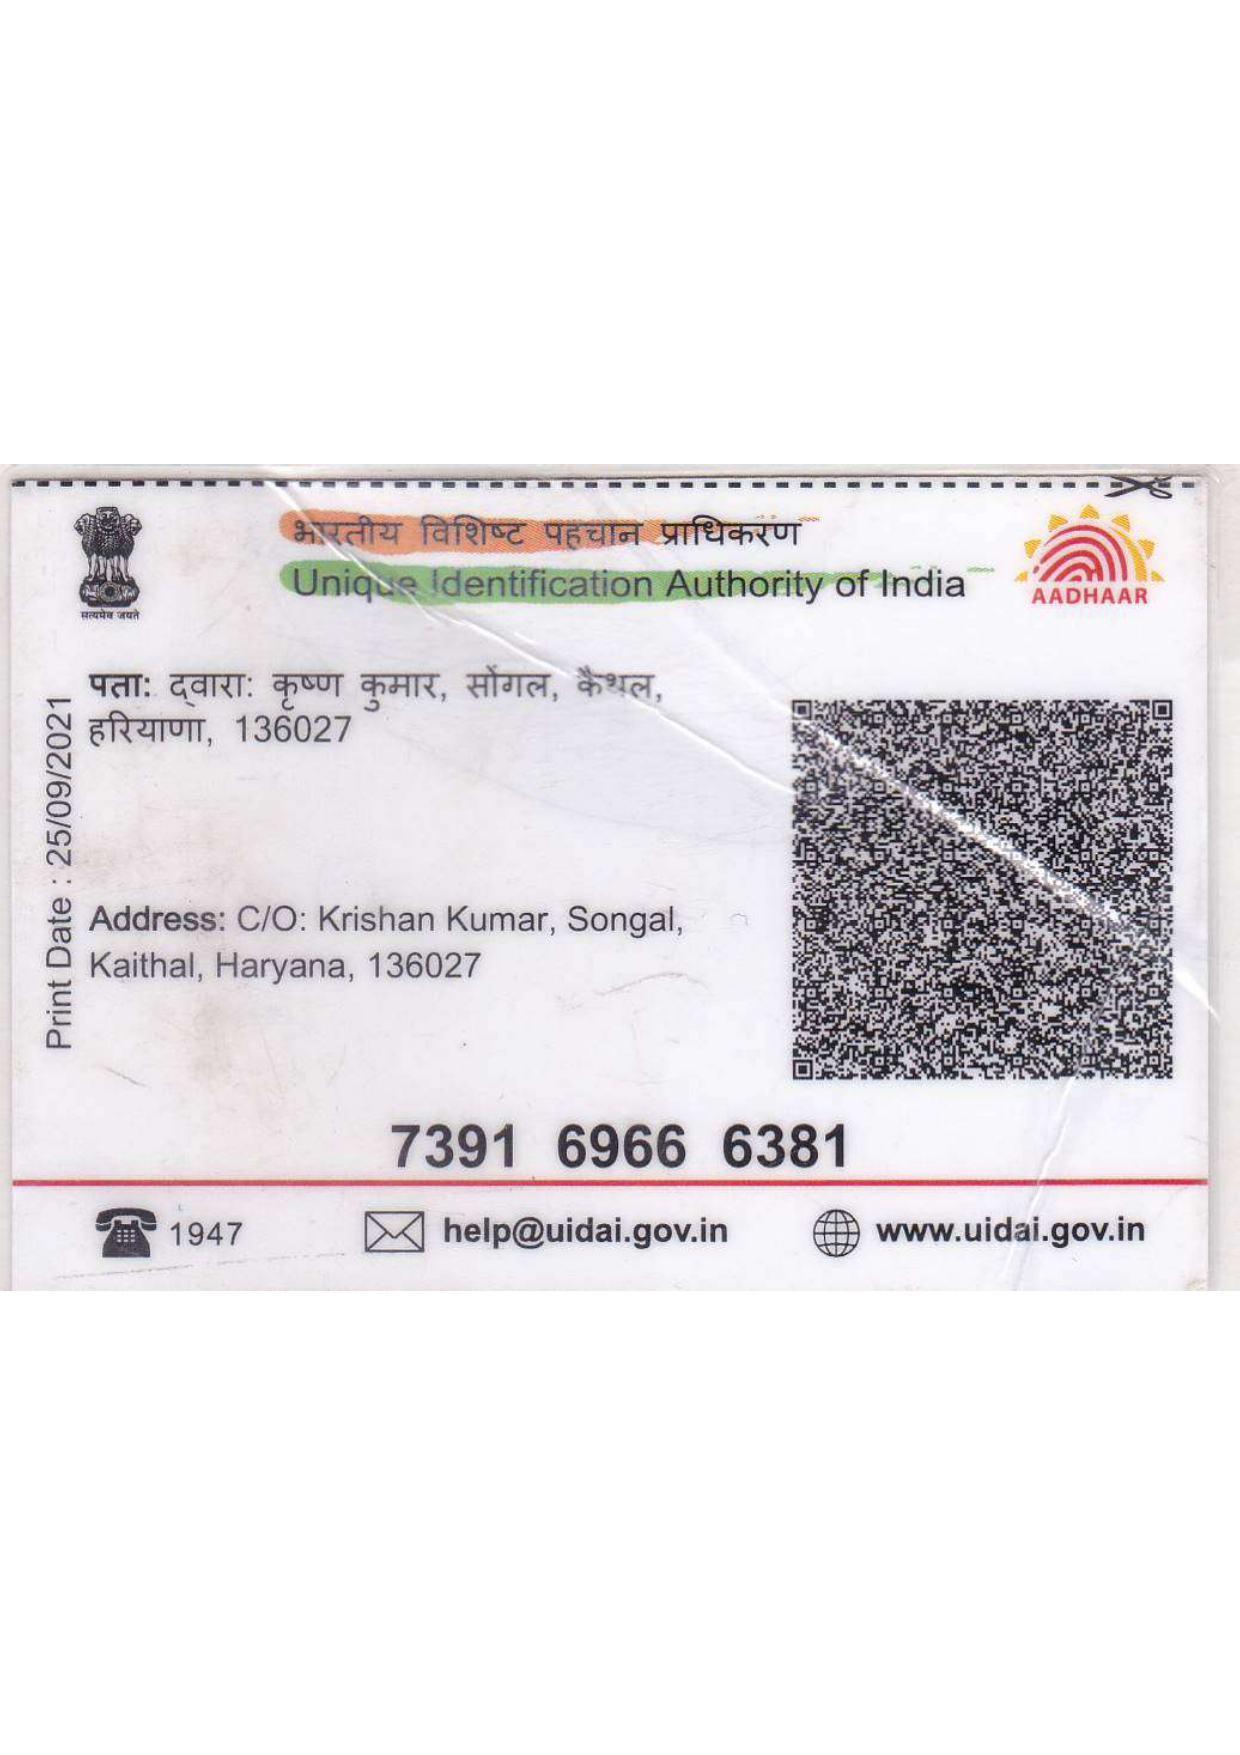 भारतीय विशिष्ट पहचान प्राधिकरण
Unique Identification Authority of India
सत्यमेव जयते
AADHAAR
पता: द्वारा: कृष्ण कुमार, सोंगल, कैथल,
हरियाणा, 136027
Print Date : 25/09/2021
Address: C/O: Krishan Kumar, Songal,
Kaithal, Haryana, 136027
7391 6966 6381
1947
help@uidai.gov.in
www.uidai.gov.in